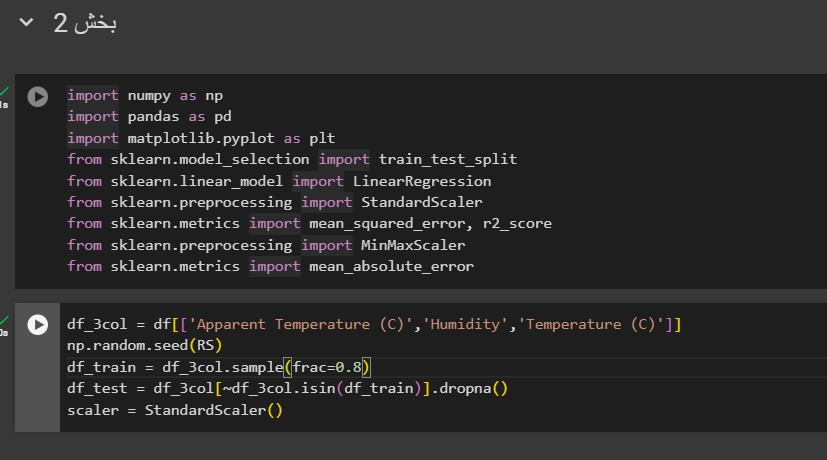 بخش 2
import numpy as np
import pandas as pd
import matplotlib.pyplot as plt
from sklearn.model_selection import train_test_split
from sklearn.linear_model import LinearRegression
from sklearn.preprocessing import StandardScaler
from sklearn.metrics import mean_squared_error, r2_score
from sklearn.preprocessing import MinMaxScaler
from sklearn.metrics import mean_absolute_error
df_3col = df[['Apparent Temperature (C)','Humidity','Temperature (C)']]
np.random.seed(RS)
df_train = df_3col.sample(frac=0.8)
df_test = df_3col[~df_3col.isin(df_train)].dropna()
scaler = StandardScaler()